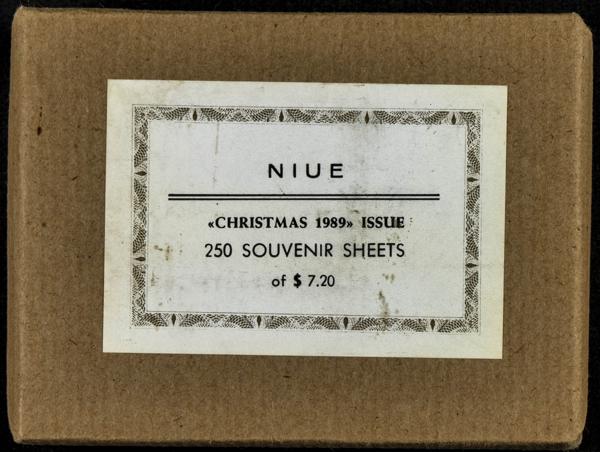 NIUE
«CHRISTMAS 1989» ISSUE
250 SOUVENIR SHEETS
of $ 7.20